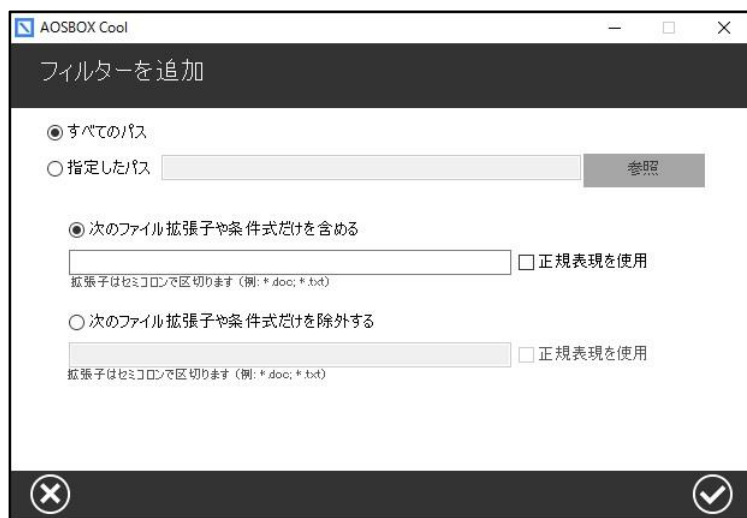 AOSBOX Cool
フィルターを追加
すべてのパス
指定したパス 参照
次のファイル拡張子や条件式だけを含める
正規表現を使用
拡張子はセミコロンで区切ります (例: *.doc; *.txt)
次のファイル拡張子や条件式だけを除外する
正規表現を使用
拡張子はセミコロンで区切ります (例: *.doc; *.txt)